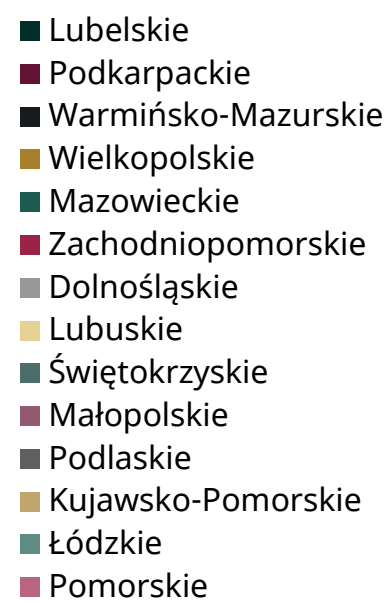 Lubelskie
Podkarpackie
Warmińsko-Mazurskie
Wielkopolskie
Mazowieckie
Zachodniopomorskie
Dolnośląskie
Lubuskie
Świętokrzyskie
Małopolskie
Podlaskie
Kujawsko-Pomorskie
Łódzkie
Pomorskie